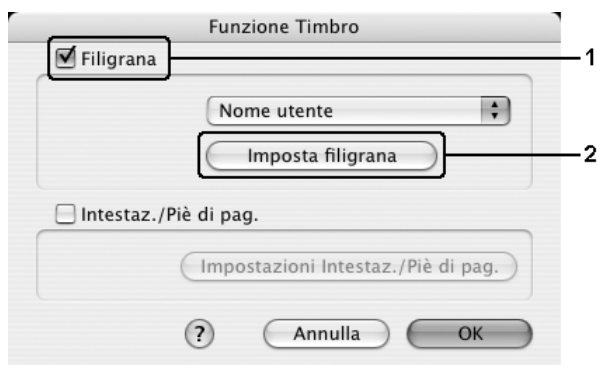 Funzione Timbro
Filigrana
1
Nome utente
Imposta filigrana
2
Intestaz./Piè di pag.
Impostazioni Intestaz./Piè di pag.
?
Annulla
OK